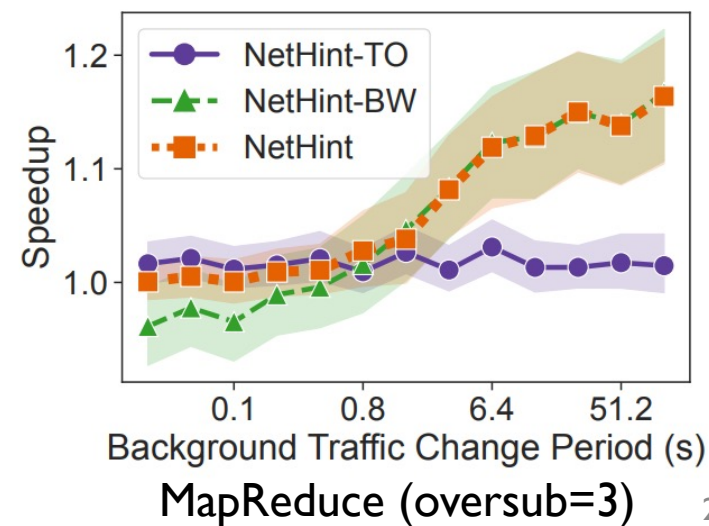 1.2
1.1
1.0
Speedup
NetHint-TO
NetHint-BW
NetHint
0.1 0.8 6.4 51.2
Background Traffic Change Period (s)
MapReduce (oversub=3)